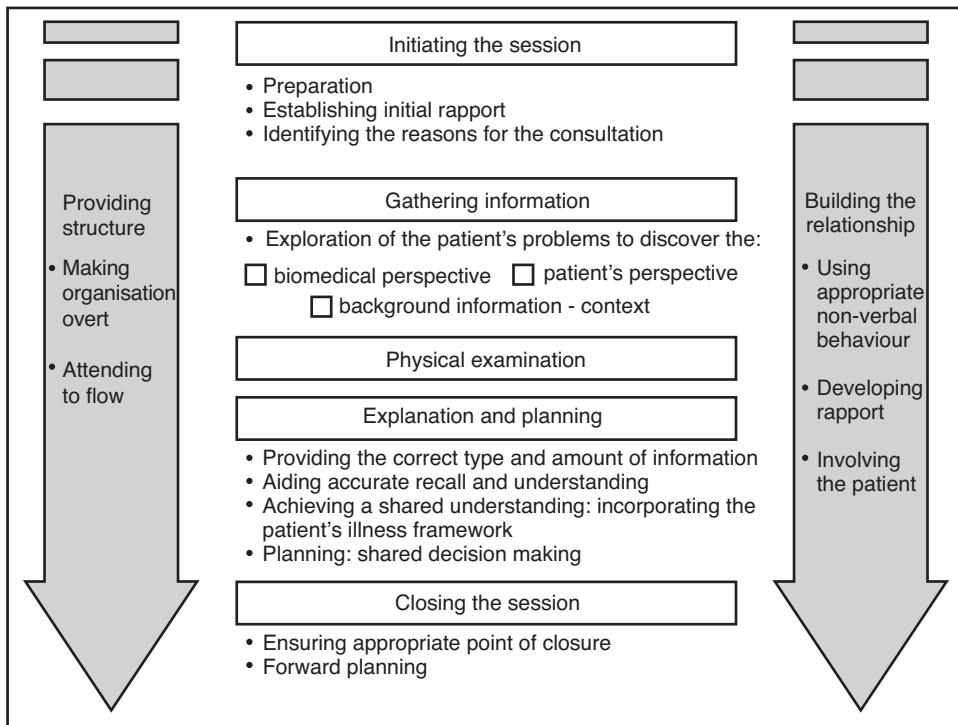 Initiating the session
• Preparation
• Establishing initial rapport
• Identifying the reasons for the consultation
Providing
structure
• Making
organisation
overt
• Attending
to flow
Gathering information
• Exploration of the patient's problems to discover the:
biomedical perspective
patient's perspective
background information - context
Physical examination
Explanation and planning
• Providing the correct type and amount of information
• Aiding accurate recall and understanding
• Achieving a shared understanding: incorporating the
patient's illness framework
• Planning: shared decision making
Closing the session
• Ensuring appropriate point of closure
• Forward planning
Building the
relationship
• Using
appropriate
non-verbal
behaviour
• Developing
rapport
• Involving
the patient